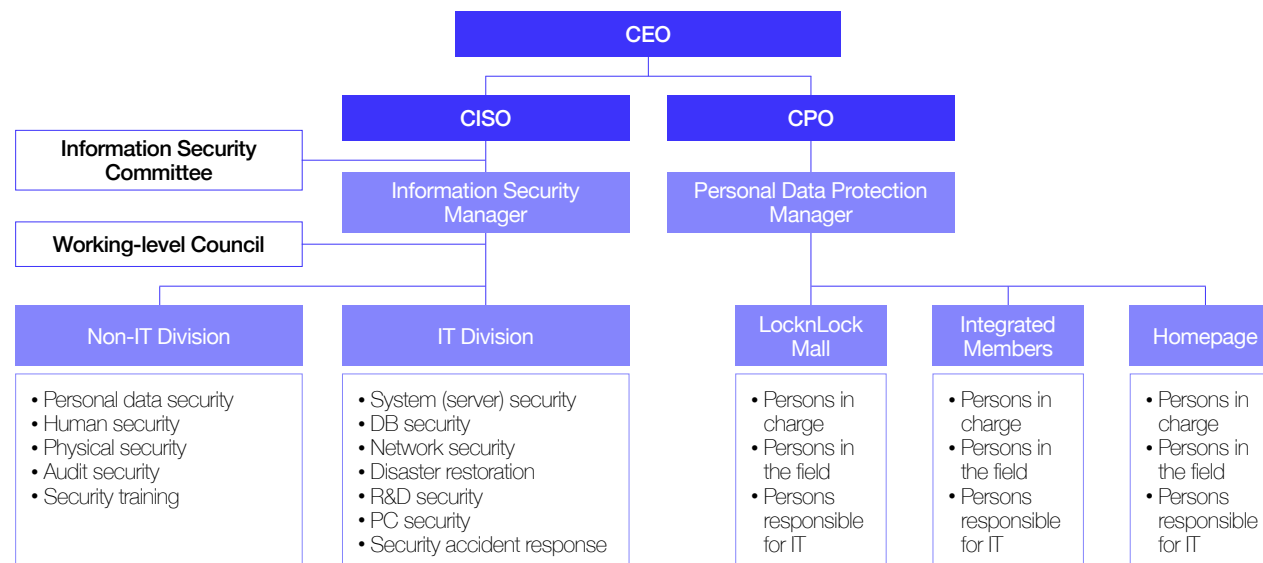 CEO
CISO
CPO
Information Security
Committee
Information Security
Manager
Personal Data Protection
Manager
Working-level Council
Non-IT Division
• Personal data security
• Human security
• Physical security
• Audit security
• Security training
IT Division
• System (server) security
• DB security
• Network security
• Disaster restoration
• R&D security
• PC security
• Security accident response
LocknLock
Mall
• Persons in
charge
• Persons in
the field
• Persons
responsible
for IT
Integrated
Members
• Persons in
charge
• Persons in
the field
• Persons
responsible
for IT
Homepage
• Persons in
charge
• Persons in
the field
• Persons
responsible
for IT